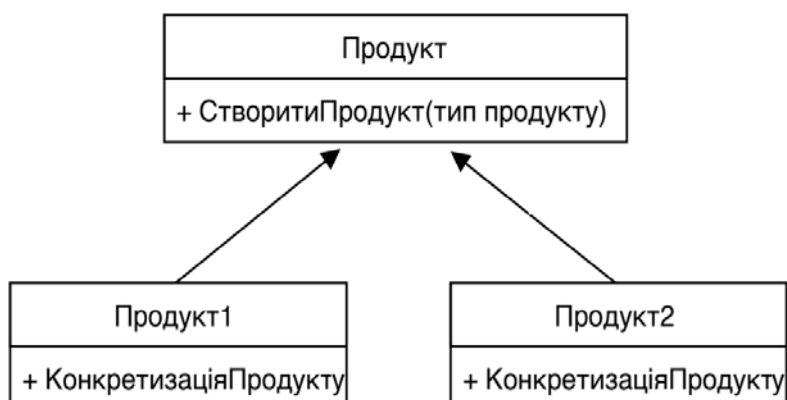 Продукт
+ СтворитиПродукт(тип продукту)
Продукт1
+ КонкретизаціяПродукту
Продукт2
+ КонкретизаціяПродукту